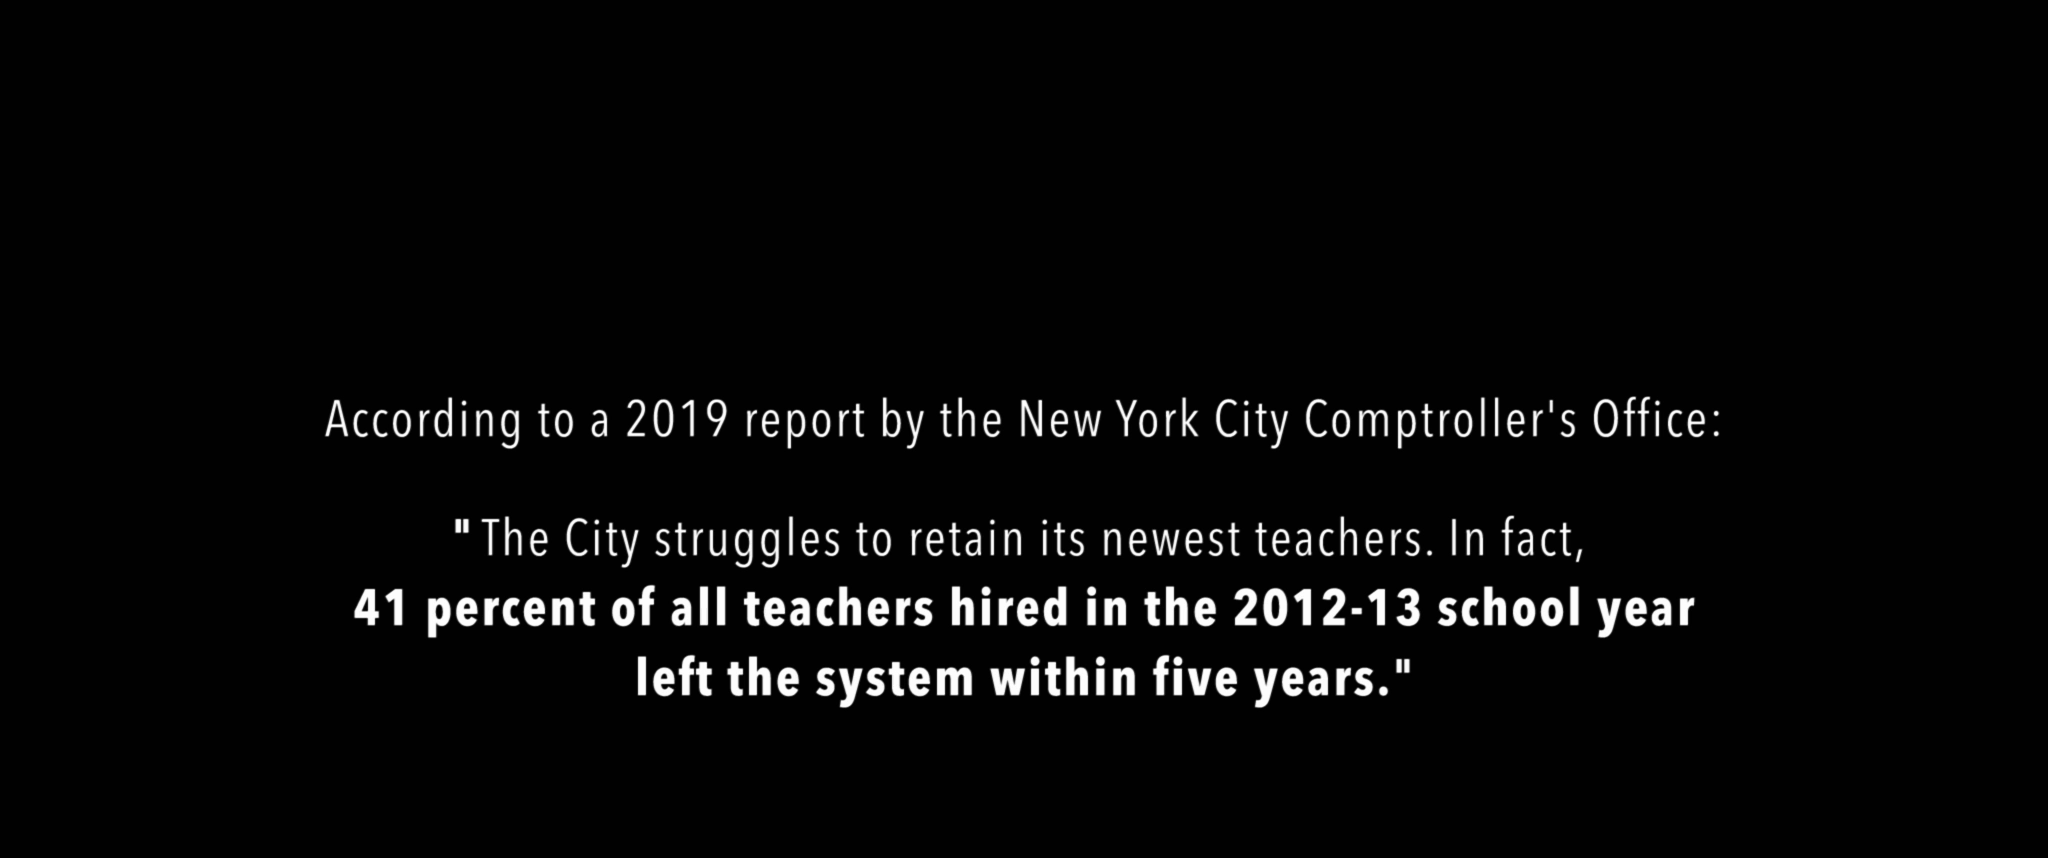 According to a 2019 report by the New York City Comptroller's Office:
"The City struggles to retain its newest teachers. In fact,
41 percent of all teachers hired in the 2012-13 school year
left the system within five years."